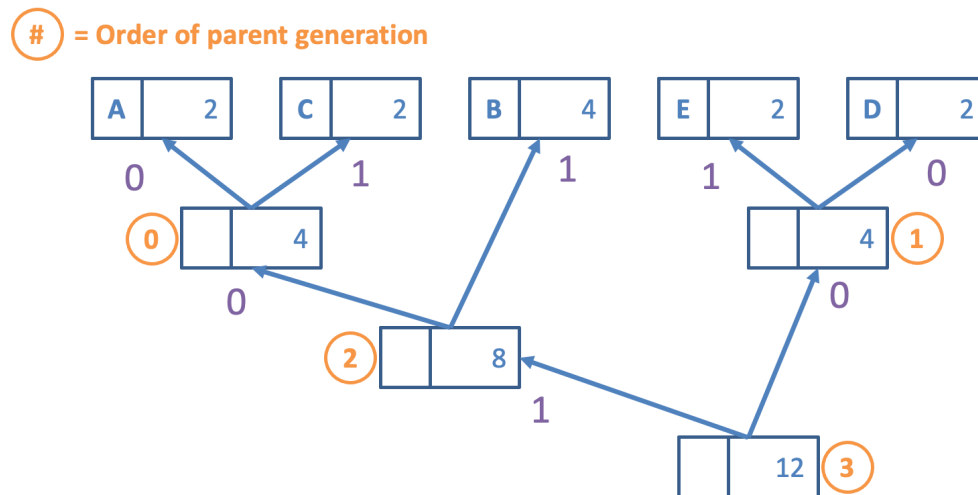 # = Order of parent generation
A 2 C 2 B 4 E 2 D 2
0 1 1 1 0
0 4 4 1
0 0
2 8
1
12 3